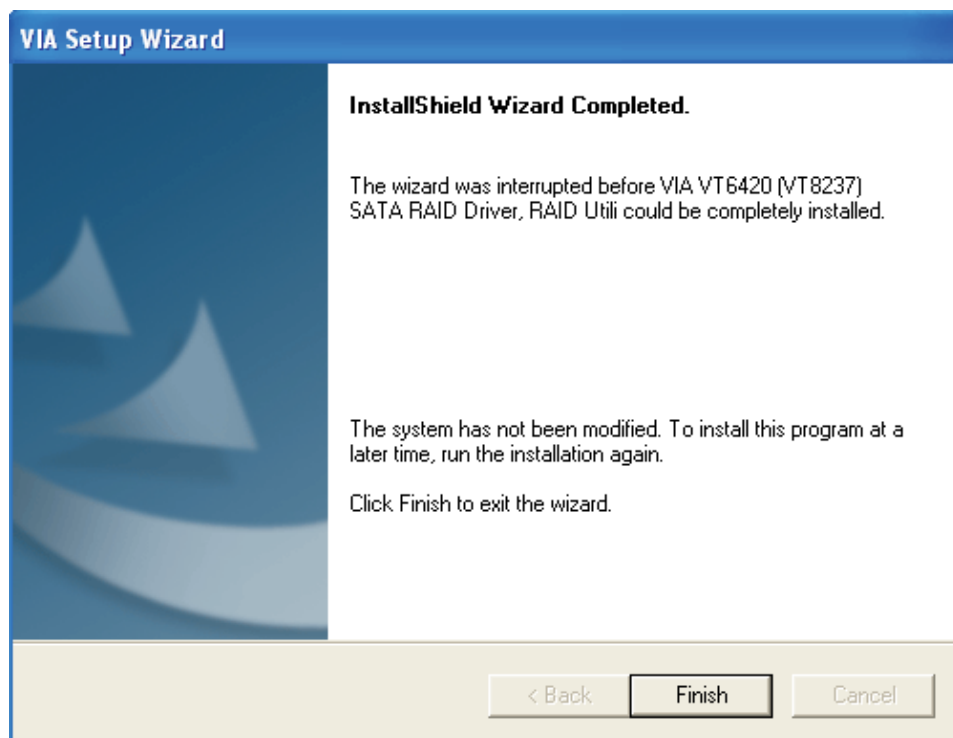 VIA Setup Wizard
InstallShield Wizard Completed.
The wizard was interrupted before VIA VT6420 (VT8237)
SATA RAID Driver, RAID Utili could be completely installed.
The system has not been modified. To install this program at a
later time, run the installation again.
Click Finish to exit the wizard.
< Back
Finish
Cancel